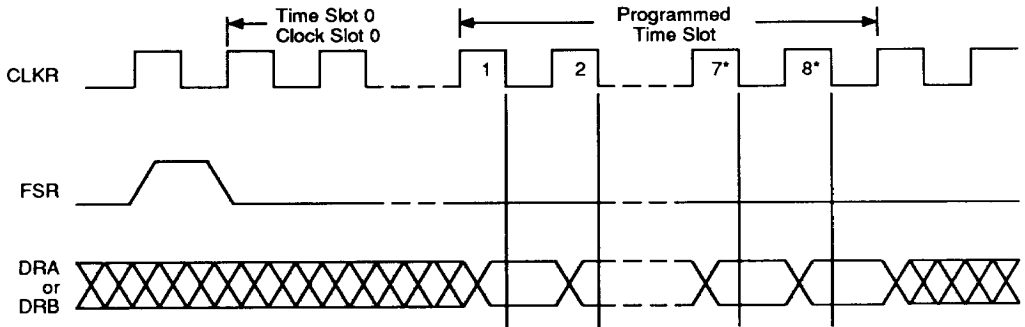 Time Slot 0
Clock Slot 0
Programmed
Time Slot
CLKR
1
2
7*
8*
FSR
DRA
or
DRB